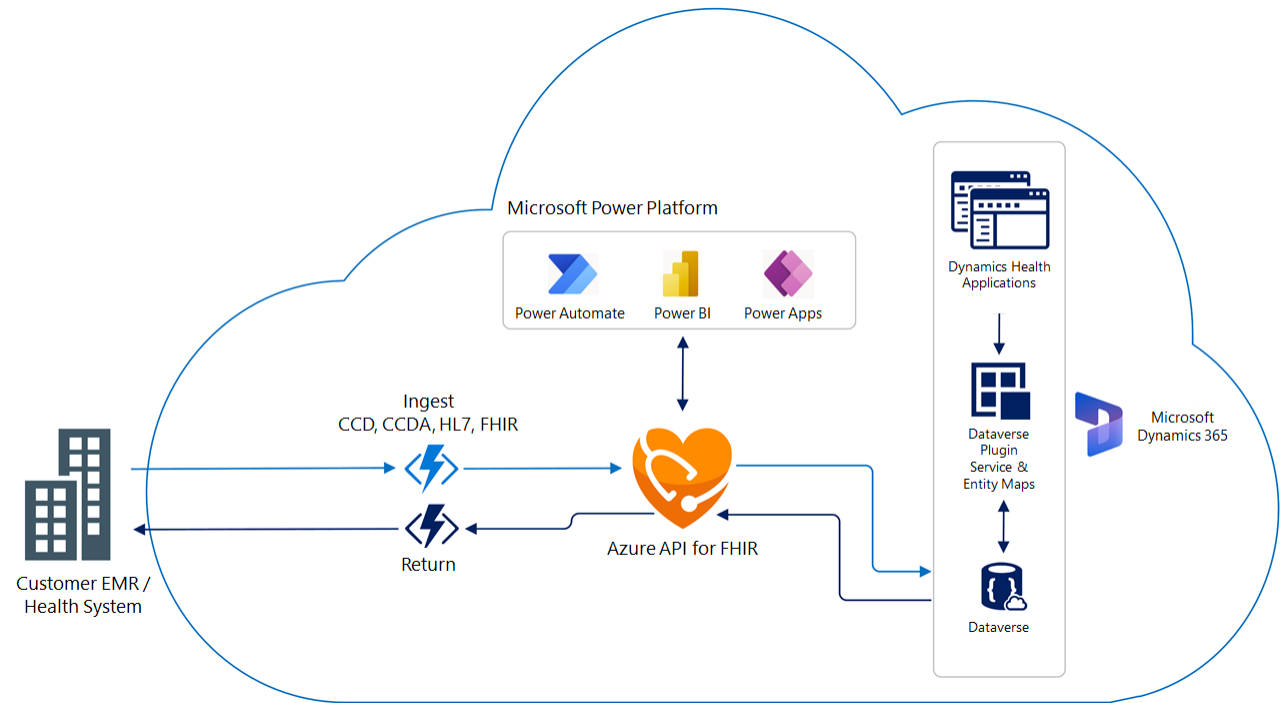 Microsoft Power Platform
Power Automate
Power BI
Power Apps
Dynamics Health
Applications
Ingest
CCD, CCDA, HL7, FHIR
Dataverse
Plugin
Service &
Entity Maps
Microsoft
Dynamics 365
Azure API for FHIR
Return
Customer EMR /
Health System
Dataverse